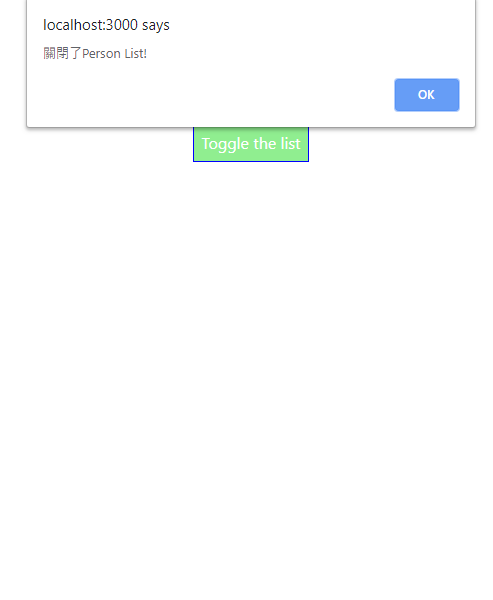 localhost:3000 says
關閉了Person List!
OK
Toggle the list